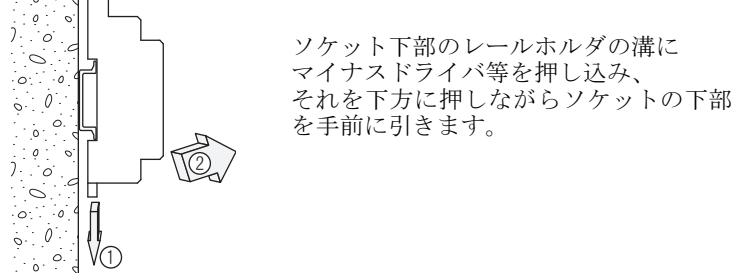 ソケット下部のレールホルダの溝に
マイナスドライバ等を押し込み、
それを下方に押しながらソケットの下部
を手前に引きます。
②
①